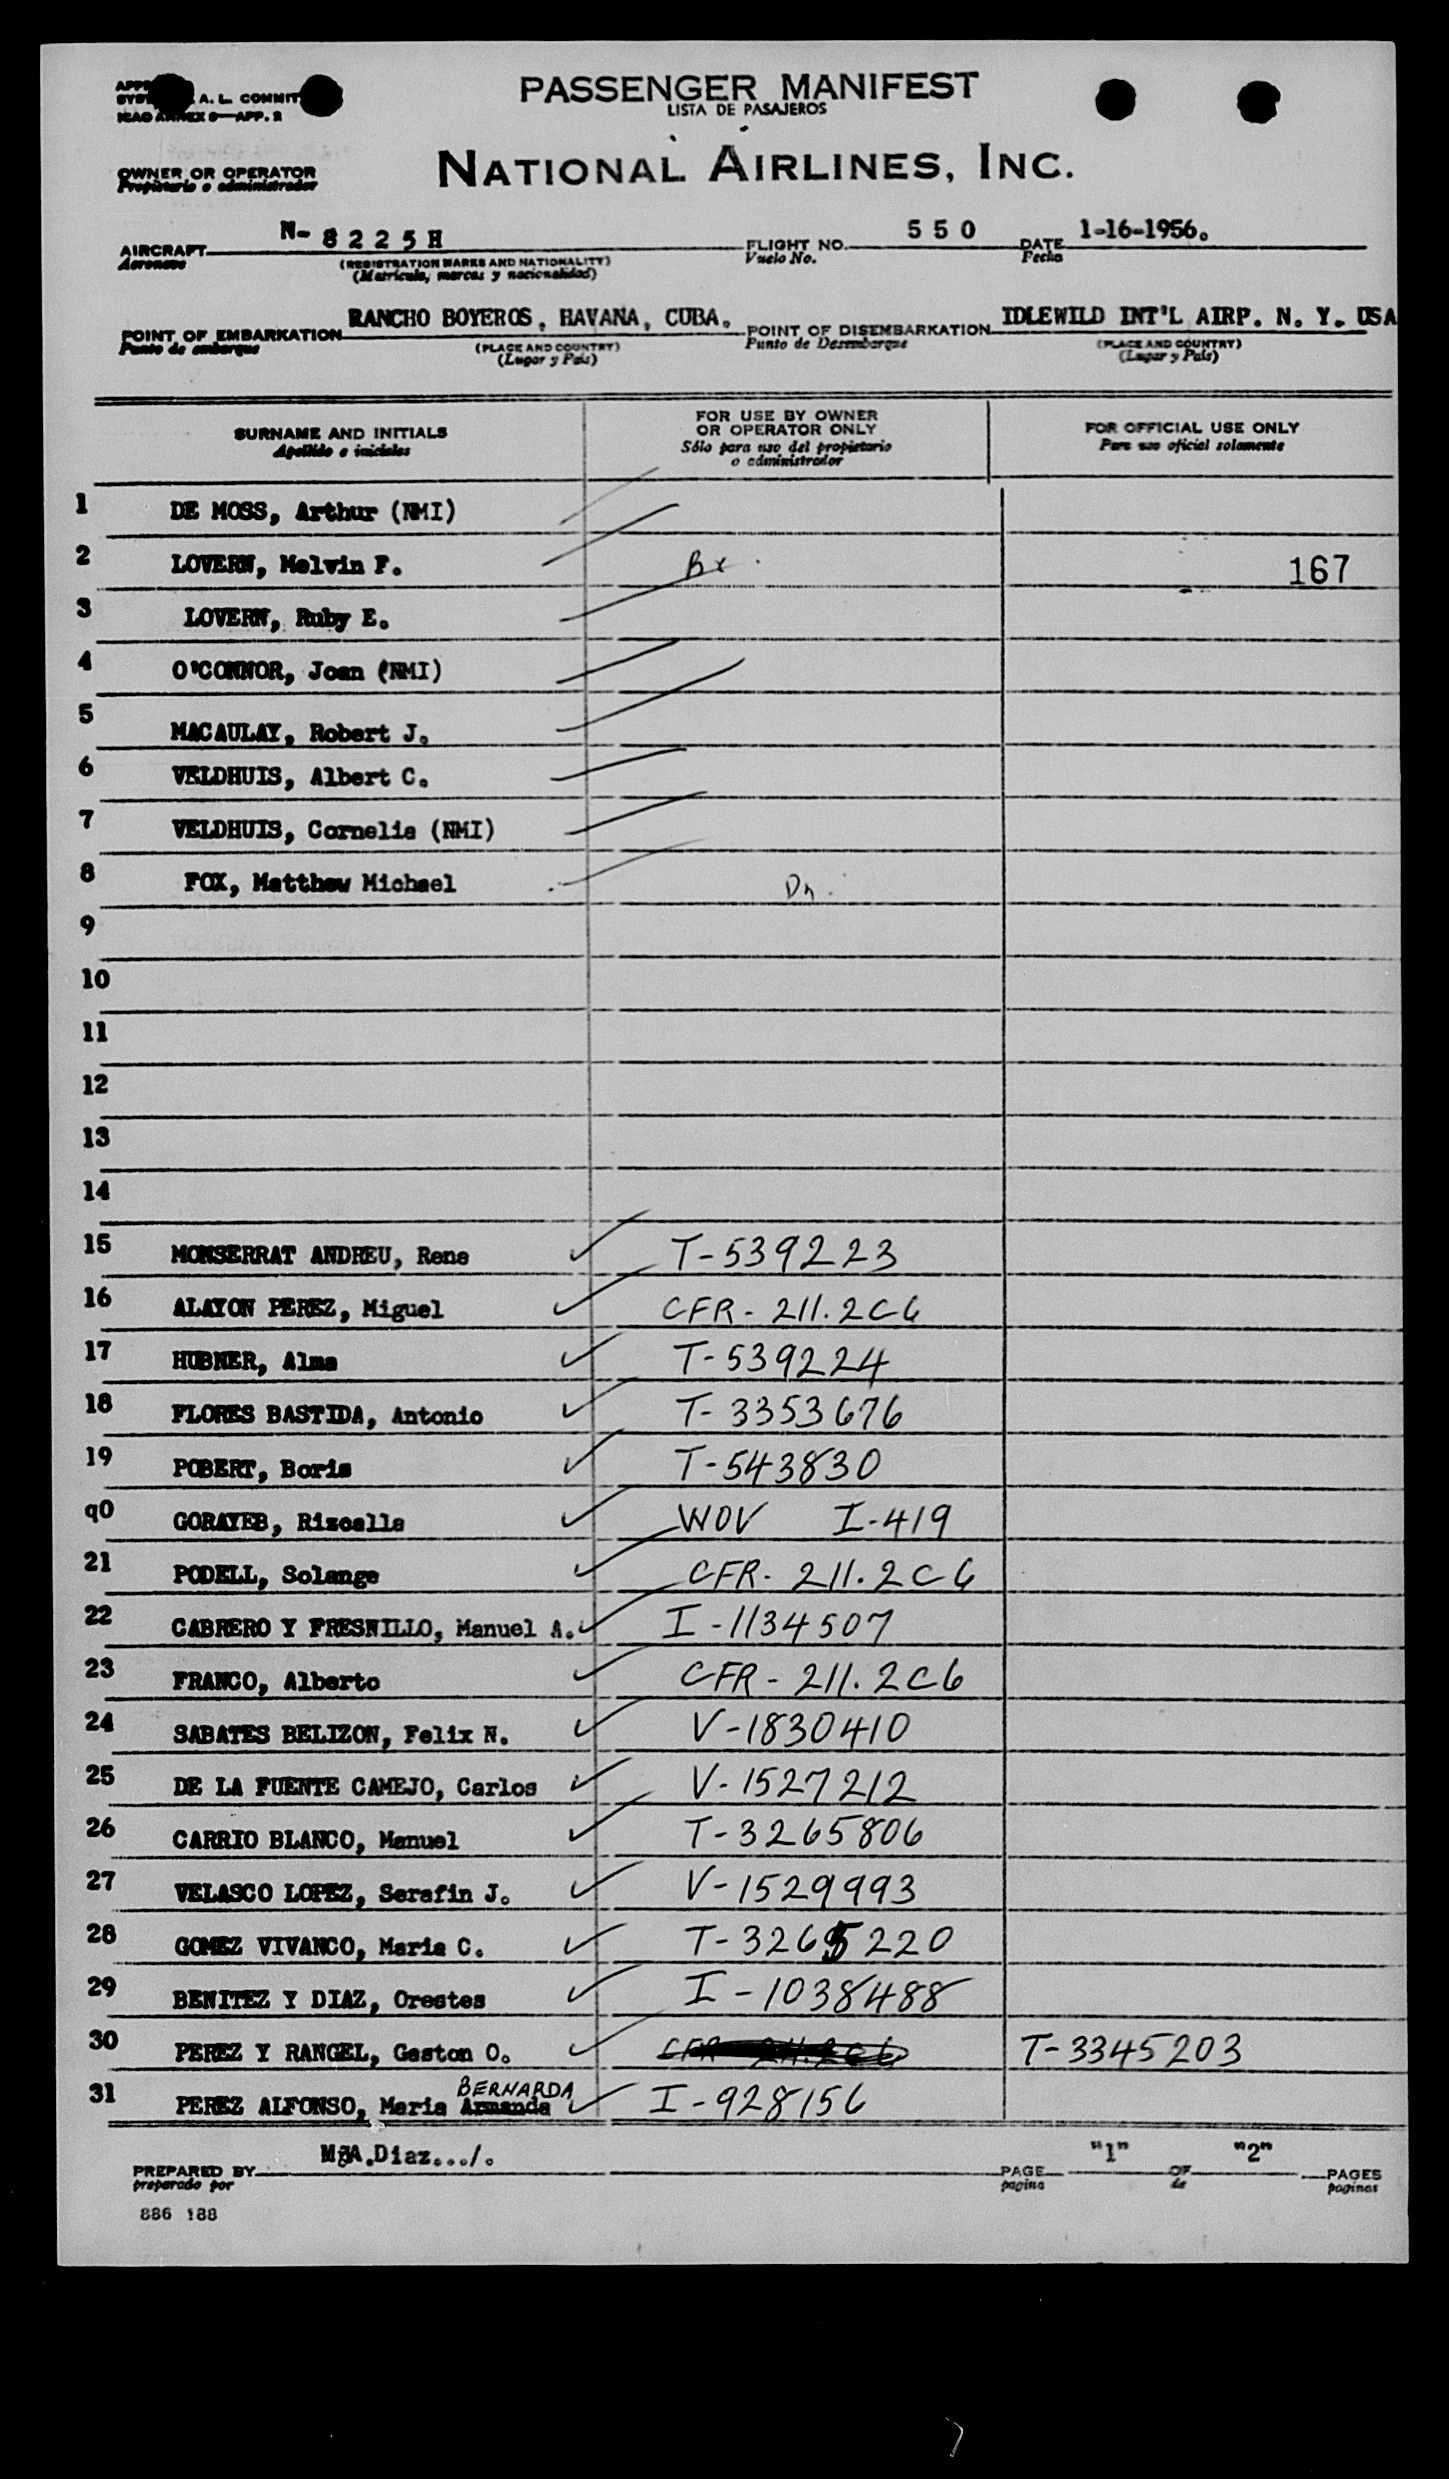 PASSENGER MANIFEST
LISTA DE PASAJEROS
A. L. COMMIT
ICAO ANNEX 9—APP. 2
NATIONAL AIRLINES, INC.
OWNER OR OPERATOR
Propietario o administrador
AIRCRAFT N-8225H FLIGHT NO. 550 DATE 1-16-1956.
Aeronave (REGISTRATION MARKS AND NATIONALITY) Vuelo No. Fecha
(Matrícula, marcas y nacionalidad)
POINT OF EMBARKATION RANCHO BOYEROS, HAVANA, CUBA. POINT OF DISEMBARKATION IDLEWILD INT'L AIRP. N. Y. USA
Punto de embarque (PLACE AND COUNTRY) Punto de Desembarque (PLACE AND COUNTRY)
(Lugar y País) (Lugar y País)
SURNAME AND INITIALS FOR USE BY OWNER OR OPERATOR ONLY FOR OFFICIAL USE ONLY
Apellido e iniciales Sólo para uso del propietario o administrador Para uso oficial solamente
1 DE MOSS, Arthur (NMI)
2 LOVERN, Melvin F. 167
3 LOVERN, Ruby E.
4 O'CONNOR, Joan (NMI)
5 MACAULAY, Robert J.
6 VELDHUIS, Albert C.
7 VELDHUIS, Cornelia (NMI)
8 FOX, Matthew Michael
9
10
11
12
13
14
15 MONSERRAT ANDREU, Rene T-539223
16 ALAYON PEREZ, Miguel CFR-211.2C6
17 HUBNER, Alma T-539224
18 FLORES BASTIDA, Antonio T-3353676
19 POBERT, Boris T-543830
q0 GORAYEB, Rizcalla WOV I-419
21 PODELL, Solange CFR-211.2C6
22 CABRERO Y FRESNILLO, Manuel A. I-1134507
23 FRANCO, Alberto CFR-211.2C6
24 SABATES BELIZON, Felix N. V-1830410
25 DE LA FUENTE CAMEJO, Carlos V-1527212
26 CARRIO BLANCO, Manuel T-3265806
27 VELASCO LOPEZ, Serafin J. V-1529993
28 GOMEZ VIVANCO, Maria C. T-3265220
29 BENITEZ Y DIAZ, Orestes I-1038488
30 PEREZ Y RANGEL, Gaston O. CFR 211.2C6 T-3345203
BERNARDA
31 PEREZ ALFONSO, Maria Armanda I-928156
PREPARED BY Diaz.../. PAGE "1" OF "2" PAGES
preparado por pagina de paginas
886 188